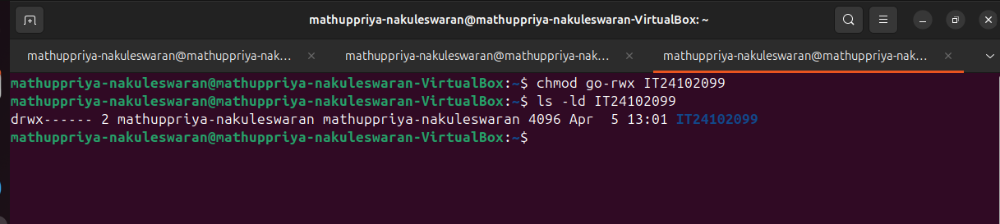 mathuppriya-nakuleswaran@mathuppriya-nakuleswaran-VirtualBox: ~
mathuppriya-nakuleswaran@mathuppriya-nak... mathuppriya-nakuleswaran@mathuppriya-nak... mathuppriya-nakuleswaran@mathuppriya-nak...
mathuppriya-nakuleswaran@mathuppriya-nakuleswaran-VirtualBox:~$ chmod go-rwx IT24102099
mathuppriya-nakuleswaran@mathuppriya-nakuleswaran-VirtualBox:~$ ls -ld IT24102099
drwx------ 2 mathuppriya-nakuleswaran mathuppriya-nakuleswaran 4096 Apr  5 13:01 IT24102099
mathuppriya-nakuleswaran@mathuppriya-nakuleswaran-VirtualBox:~$